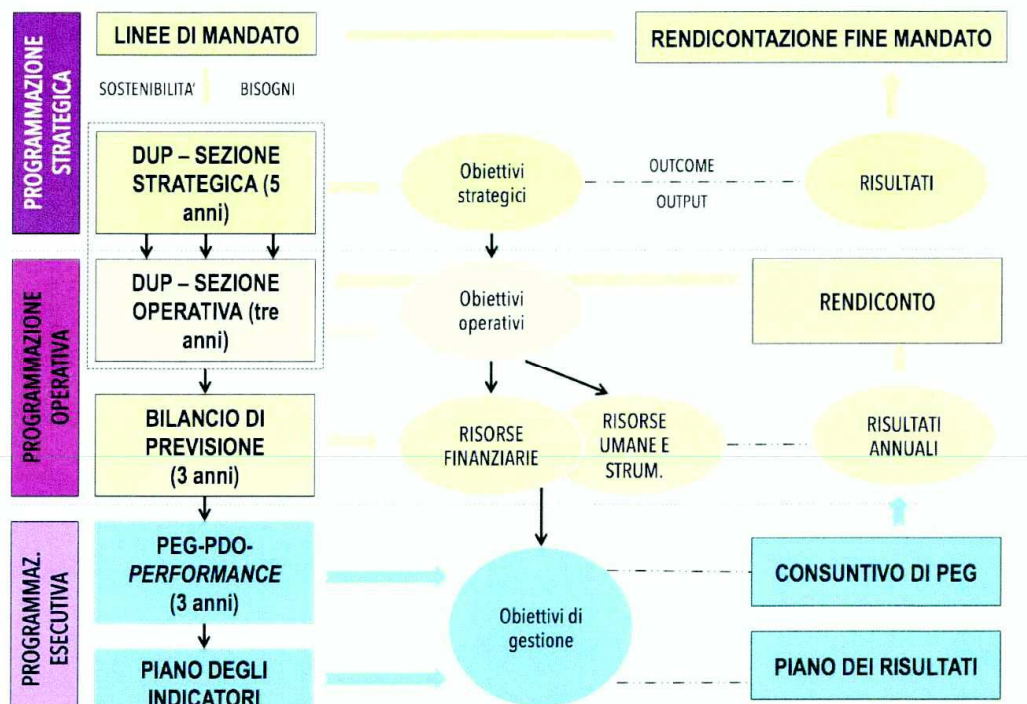 PROGRAMMAZIONE
STRATEGICA
LINEE DI MANDATO
RENDICONTAZIONE FINE MANDATO
SOSTENIBILITA'
BISOGNI
DUP – SEZIONE
STRATEGICA (5
anni)
Obiettivi
strategici
OUTCOME
OUTPUT
RISULTATI
PROGRAMMAZIONE
OPERATIVA
DUP – SEZIONE
OPERATIVA (tre
anni)
Obiettivi
operativi
RENDICONTO
BILANCIO DI
PREVISIONE
(3 anni)
RISORSE
FINANZIARIE
RISORSE
UMANE E
STRUM.
RISULTATI
ANNUALI
PROGRAMMAZ.
ESECUTIVA
PEG-PDO-
PERFORMANCE
(3 anni)
Obiettivi di
gestione
CONSUNTIVO DI PEG
PIANO DEGLI
INDICATORI
PIANO DEI RISULTATI